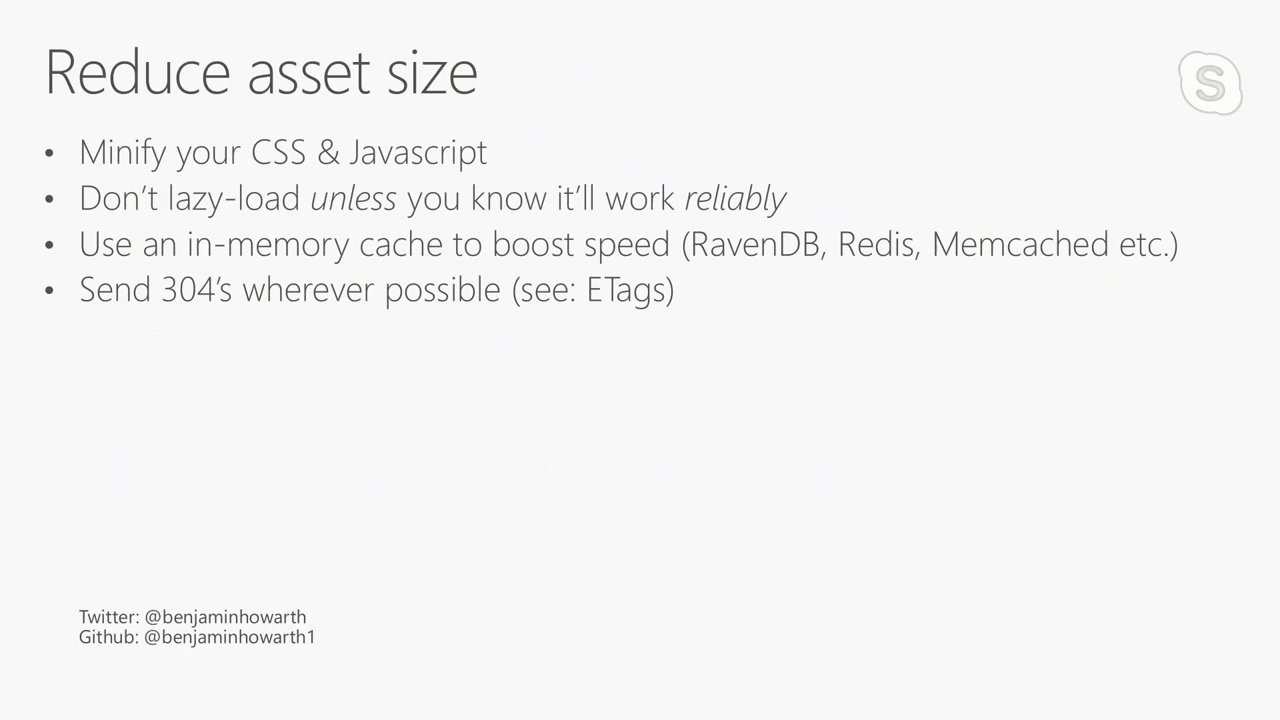 Reduce asset size
S
• Minify your CSS & Javascript
• Don’t lazy-load unless you know it’ll work reliably
• Use an in-memory cache to boost speed (RavenDB, Redis, Memcached etc.)
• Send 304’s wherever possible (see: ETags)
Twitter: @benjaminhowarth
Github: @benjaminhowarth1